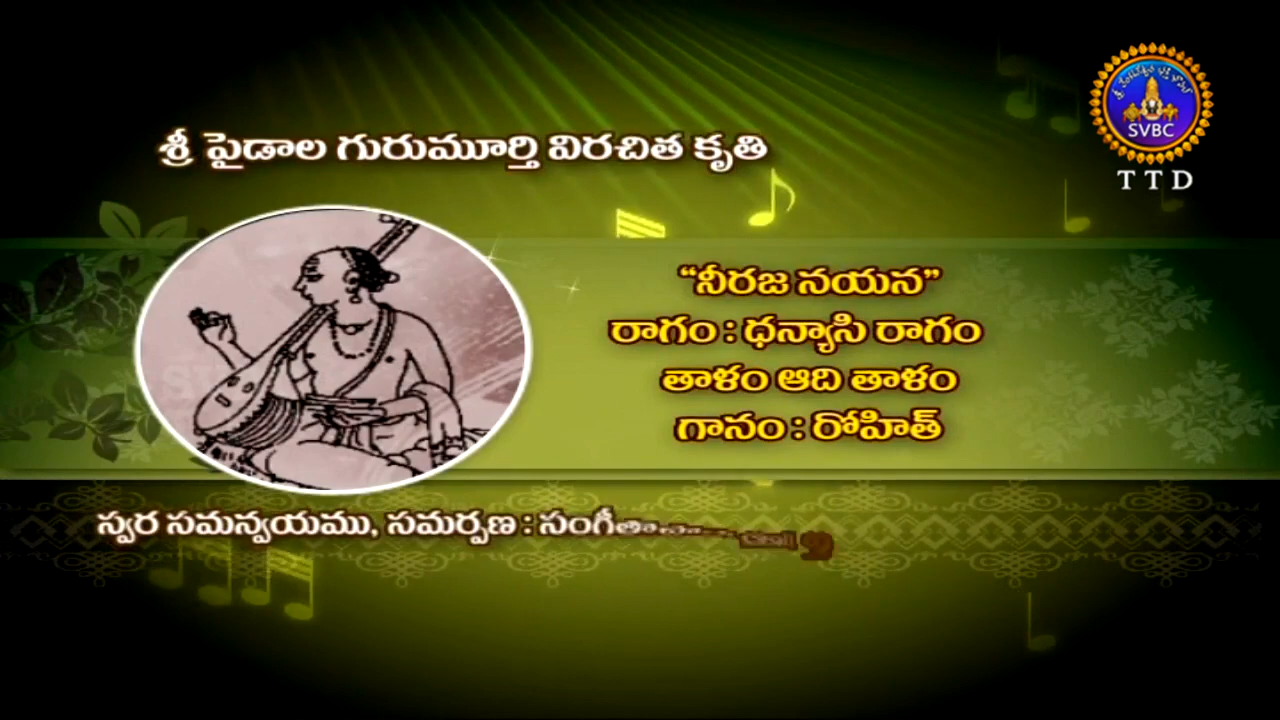 శ్రీ పైడాల గురుమూర్తి విరచిత కృతి
SVBC
TTD
“నీరజ నయన”
రాగం : ధన్యాసి రాగం
తాళం ఆది తాళం
గానం : రోహిత్
స్వర సమన్వయము, సమర్పణ :